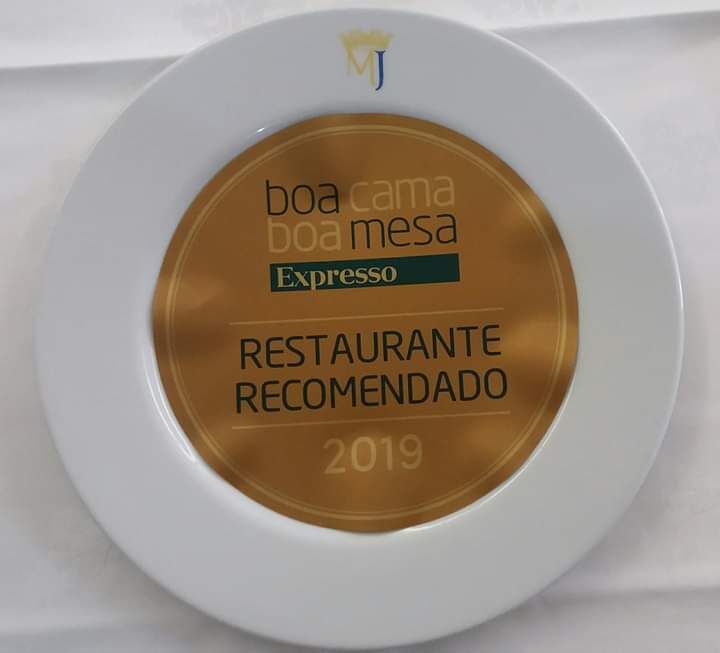 MJ
boa cama
boa mesa
Expresso
RESTAURANTE
RECOMENDADO
2019